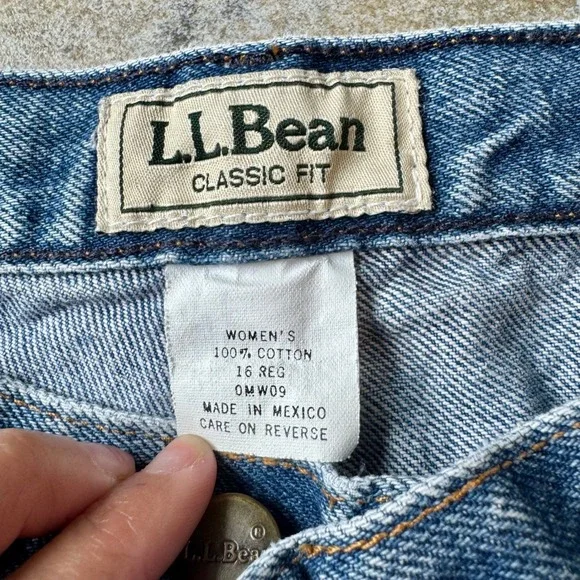 L.L.Bean
CLASSIC FIT
WOMEN'S
100% COTTON
16 REG
0MW09
MADE IN MEXICO
CARE ON REVERSE
®
L.L.Bean